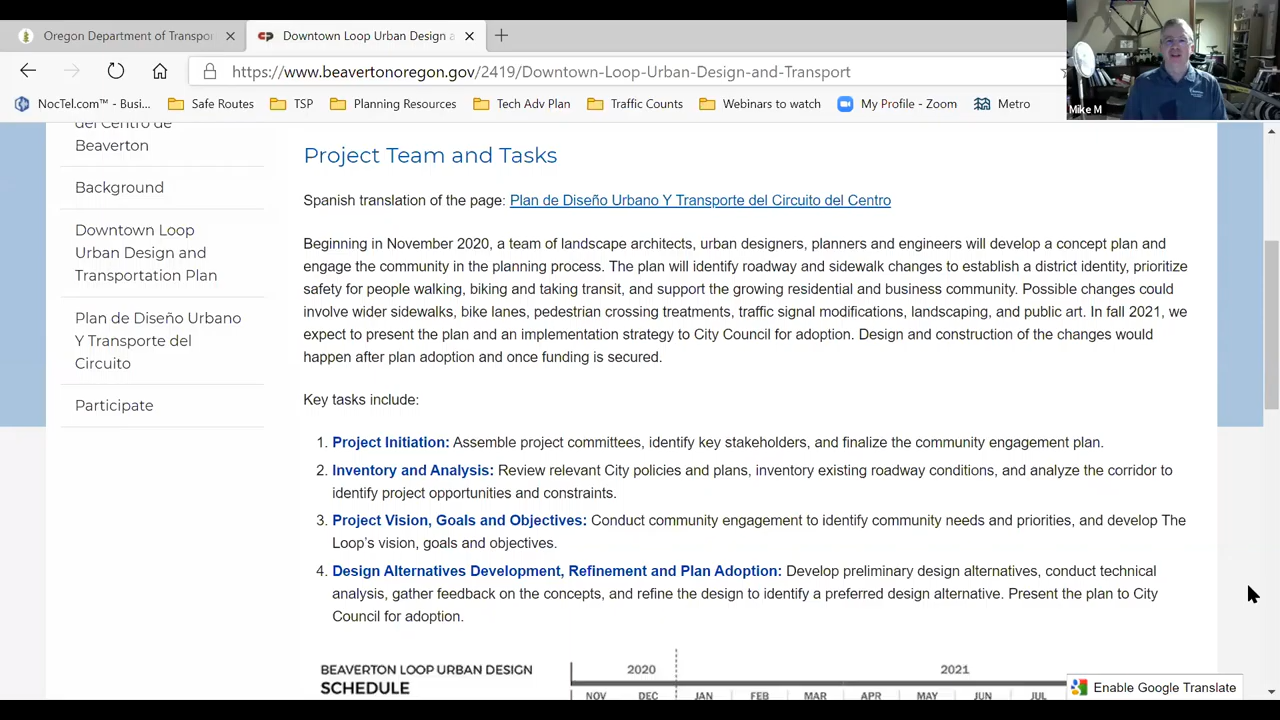 Oregon Department of Transpo
Downtown Loop Urban Design a
https://www.beavertonoregon.gov/2419/Downtown-Loop-Urban-Design-and-Transport
NocTel.com™ - Busi...
Safe Routes
TSP
Planning Resources
Tech Adv Plan
Traffic Counts
Webinars to watch
My Profile - Zoom
Metro
Mike M
del Centro de
Beaverton
Background
Downtown Loop
Urban Design and
Transportation Plan
Plan de Diseño Urbano
Y Transporte del
Circuito
Participate
Project Team and Tasks
Spanish translation of the page: Plan de Diseño Urbano Y Transporte del Circuito del Centro
Beginning in November 2020, a team of landscape architects, urban designers, planners and engineers will develop a concept plan and
engage the community in the planning process. The plan will identify roadway and sidewalk changes to establish a district identity, prioritize
safety for people walking, biking and taking transit, and support the growing residential and business community. Possible changes could
involve wider sidewalks, bike lanes, pedestrian crossing treatments, traffic signal modifications, landscaping, and public art. In fall 2021, we
expect to present the plan and an implementation strategy to City Council for adoption. Design and construction of the changes would
happen after plan adoption and once funding is secured.
Key tasks include:
1. Project Initiation: Assemble project committees, identify key stakeholders, and finalize the community engagement plan.
2. Inventory and Analysis: Review relevant City policies and plans, inventory existing roadway conditions, and analyze the corridor to
identify project opportunities and constraints.
3. Project Vision, Goals and Objectives: Conduct community engagement to identify community needs and priorities, and develop The
Loop's vision, goals and objectives.
4. Design Alternatives Development, Refinement and Plan Adoption: Develop preliminary design alternatives, conduct technical
analysis, gather feedback on the concepts, and refine the design to identify a preferred design alternative. Present the plan to City
Council for adoption.
BEAVERTON LOOP URBAN DESIGN
SCHEDULE
2020
2021
NOV DEC JAN FEB MAR APR MAY JUN JUL
Enable Google Translate